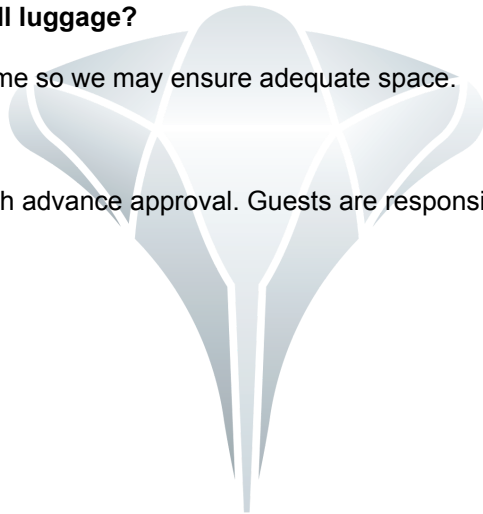 ll luggage?
me so we may ensure adequate space.
h advance approval. Guests are responsi